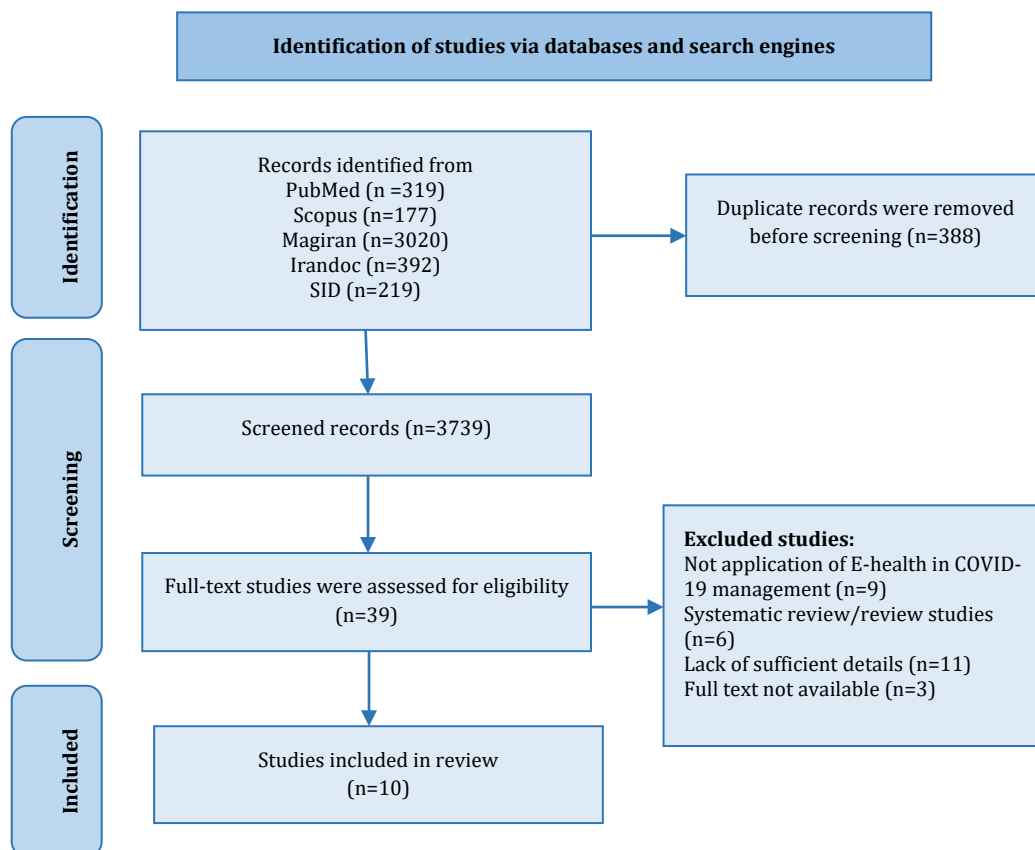 Identification of studies via databases and search engines
Identification
Records identified from
PubMed (n =319)
Scopus (n=177)
Magiran (n=3020)
Irandoc (n=392)
SID (n=219)
Duplicate records were removed
before screening (n=388)
Screening
Screened records (n=3739)
Full-text studies were assessed for eligibility
(n=39)
Excluded studies:
Not application of E-health in COVID-
19 management (n=9)
Systematic review/review studies
(n=6)
Lack of sufficient details (n=11)
Full text not available (n=3)
Included
Studies included in review
(n=10)